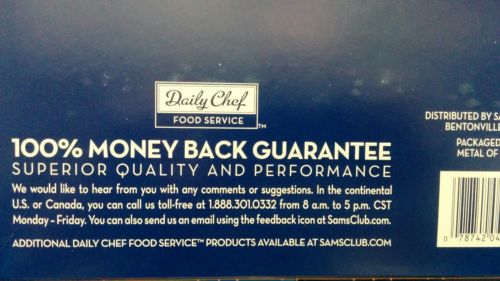 Daily Chef
FOOD SERVICE
TM
100% MONEY BACK GUARANTEE
SUPERIOR QUALITY AND PERFORMANCE
We would like to hear from you with any comments or suggestions. In the continental
U.S. or Canada, you can call us toll-free at 1.888.301.0332 from 8 a.m. to 5 p.m. CST
Monday - Friday. You can also send us an email using the feedback icon at SamsClub.com.
ADDITIONAL DAILY CHEF FOOD SERVICE™ PRODUCTS AVAILABLE AT SAMSCLUB.COM
DISTRIBUTED BY SA
BENTONVILLE
PACKAGED
METAL OF
0 78742 04